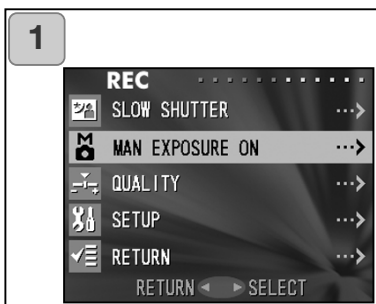 1
REC
SLOW SHUTTER
M MAN EXPOSURE ON
QUALITY
SETUP
RETURN
RETURN SELECT